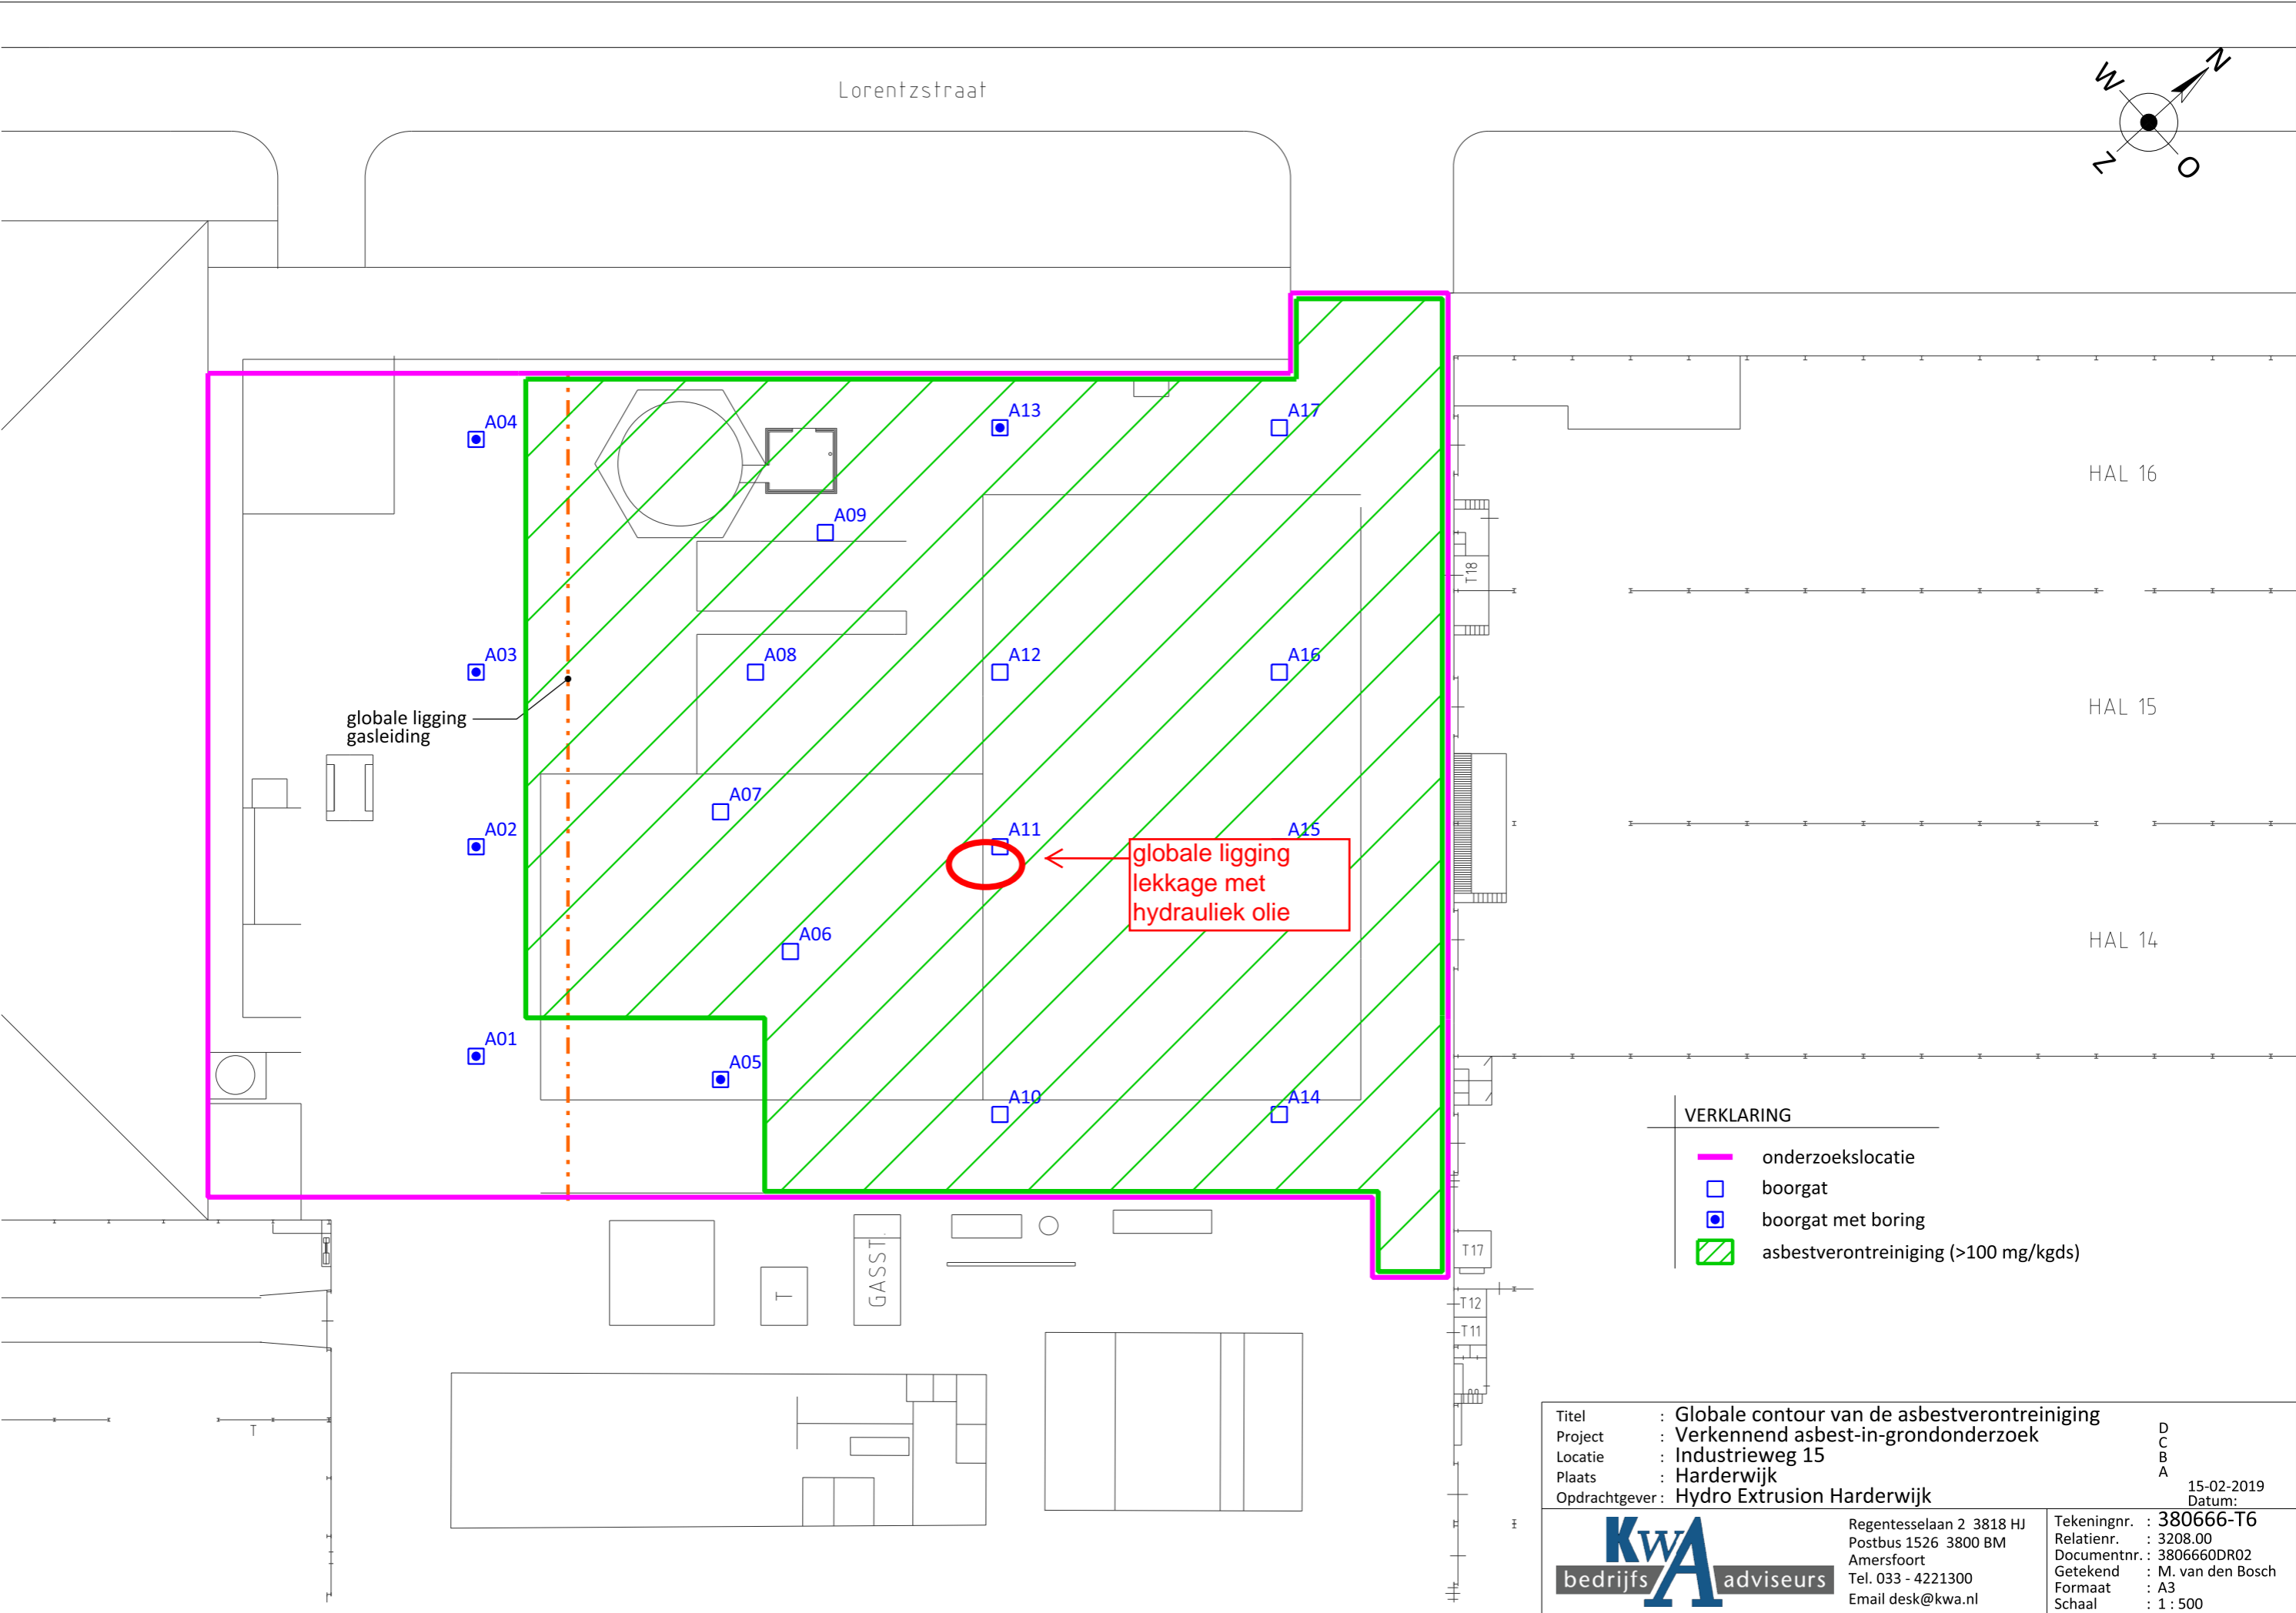 Lorentzstraat
N
W
Z
O
A04
A13
A17
HAL 16
A09
T18
A03
A08
A12
A16
globale ligging
gasleiding
HAL 15
A07
A02
A11
A15
globale ligging
lekkage met
hydrauliek olie
A06
HAL 14
A01
A05
A10
A14
VERKLARING
onderzoekslocatie
boorgat
boorgat met boring
asbestverontreiniging (>100 mg/kgds)
T
GASST.
T17
T12
T11
T
Titel : Globale contour van de asbestverontreiniging
Project : Verkennend asbest-in-grondonderzoek
Locatie : Industrieweg 15
Plaats : Harderwijk
Opdrachtgever : Hydro Extrusion Harderwijk
D
C
B
A
15-02-2019
Datum:
KWA
bedrijfs adviseurs
Regentesselaan 2 3818 HJ
Postbus 1526 3800 BM
Amersfoort
Tel. 033 - 4221300
Email desk@kwa.nl
Tekeningnr. : 380666-T6
Relatienr. : 3208.00
Documentnr. : 3806660DR02
Getekend : M. van den Bosch
Formaat : A3
Schaal : 1 : 500